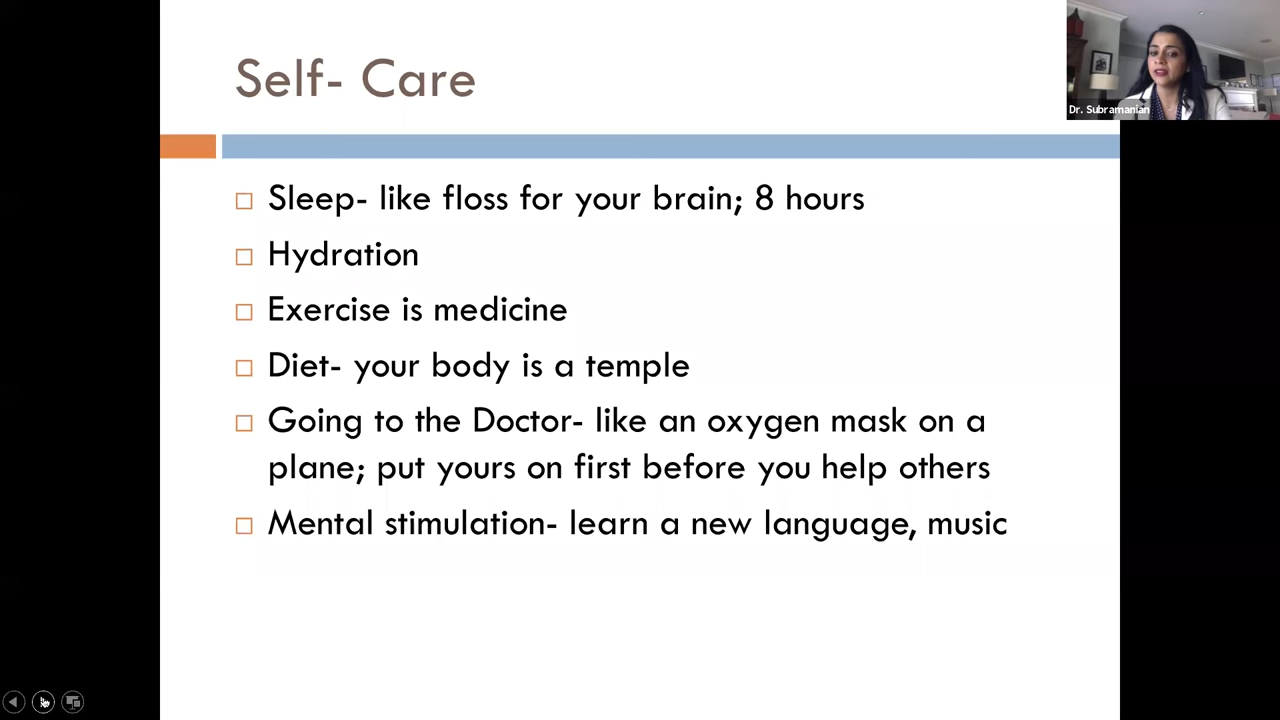 Self- Care
Dr. Subramanian
Sleep- like floss for your brain; 8 hours
Hydration
Exercise is medicine
Diet- your body is a temple
Going to the Doctor- like an oxygen mask on a
plane; put yours on first before you help others
Mental stimulation- learn a new language, music